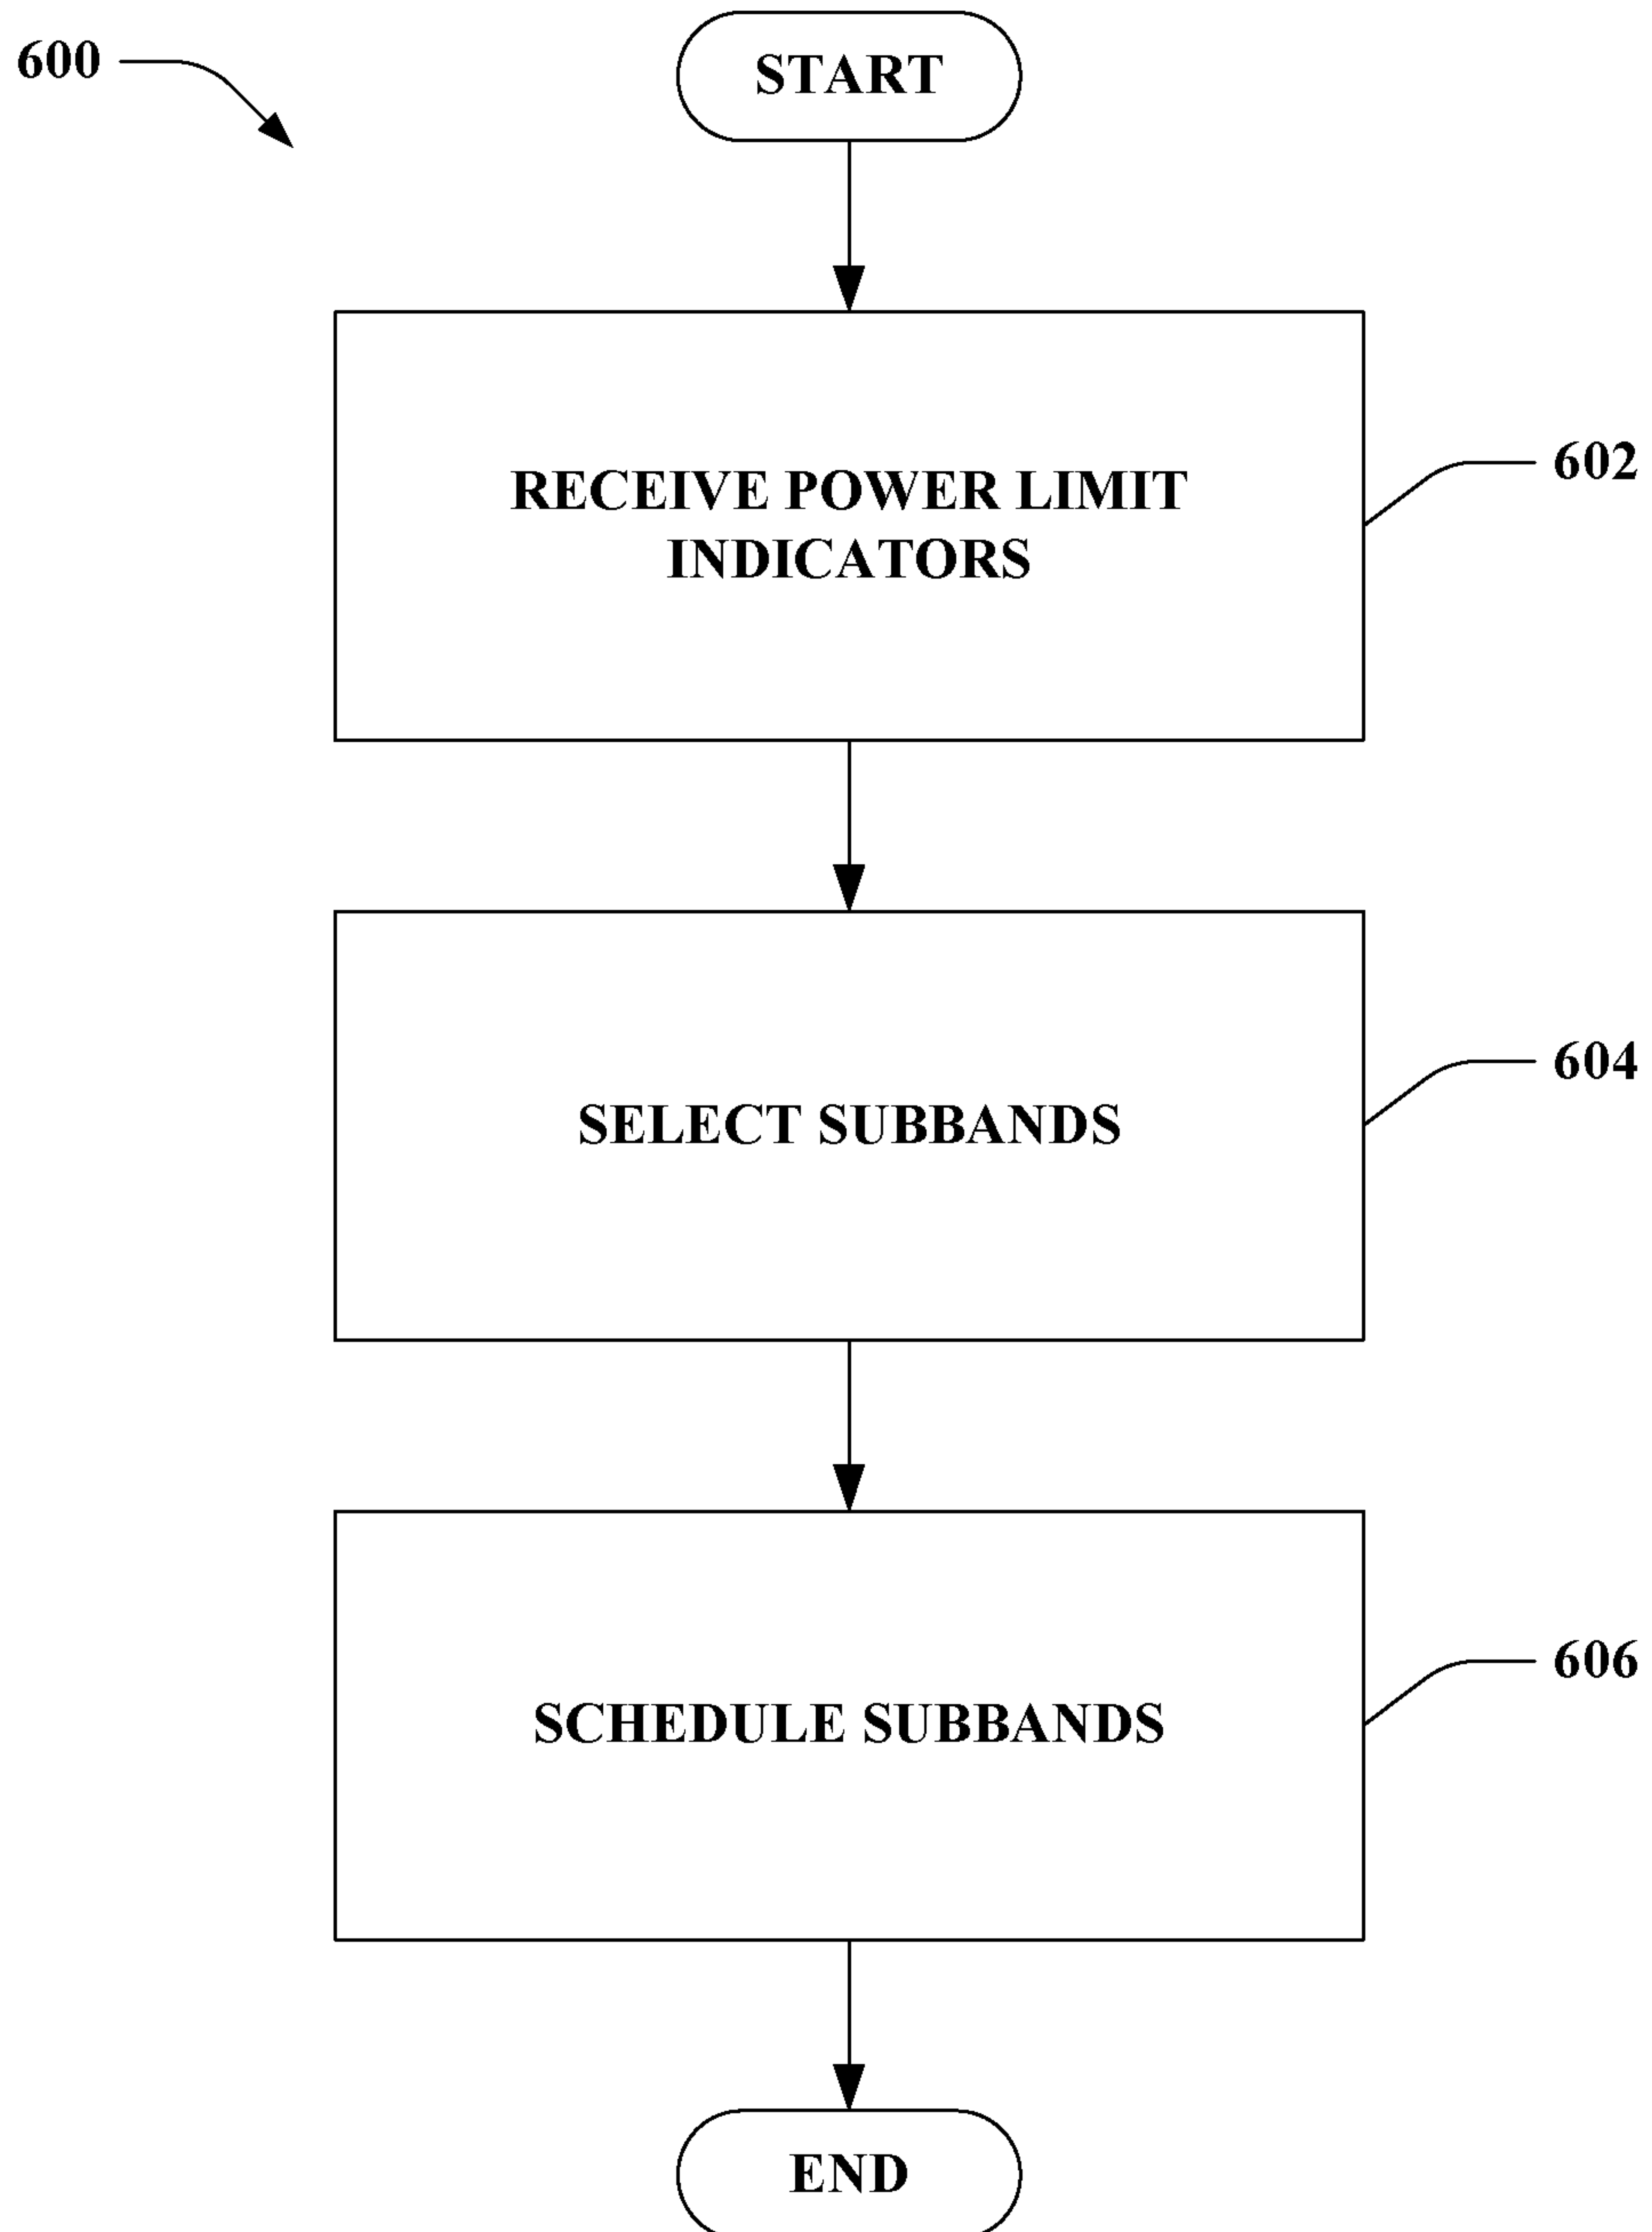 600
START
RECEIVE POWER LIMIT
INDICATORS
602
SELECT SUBBANDS
604
SCHEDULE SUBBANDS
606
END